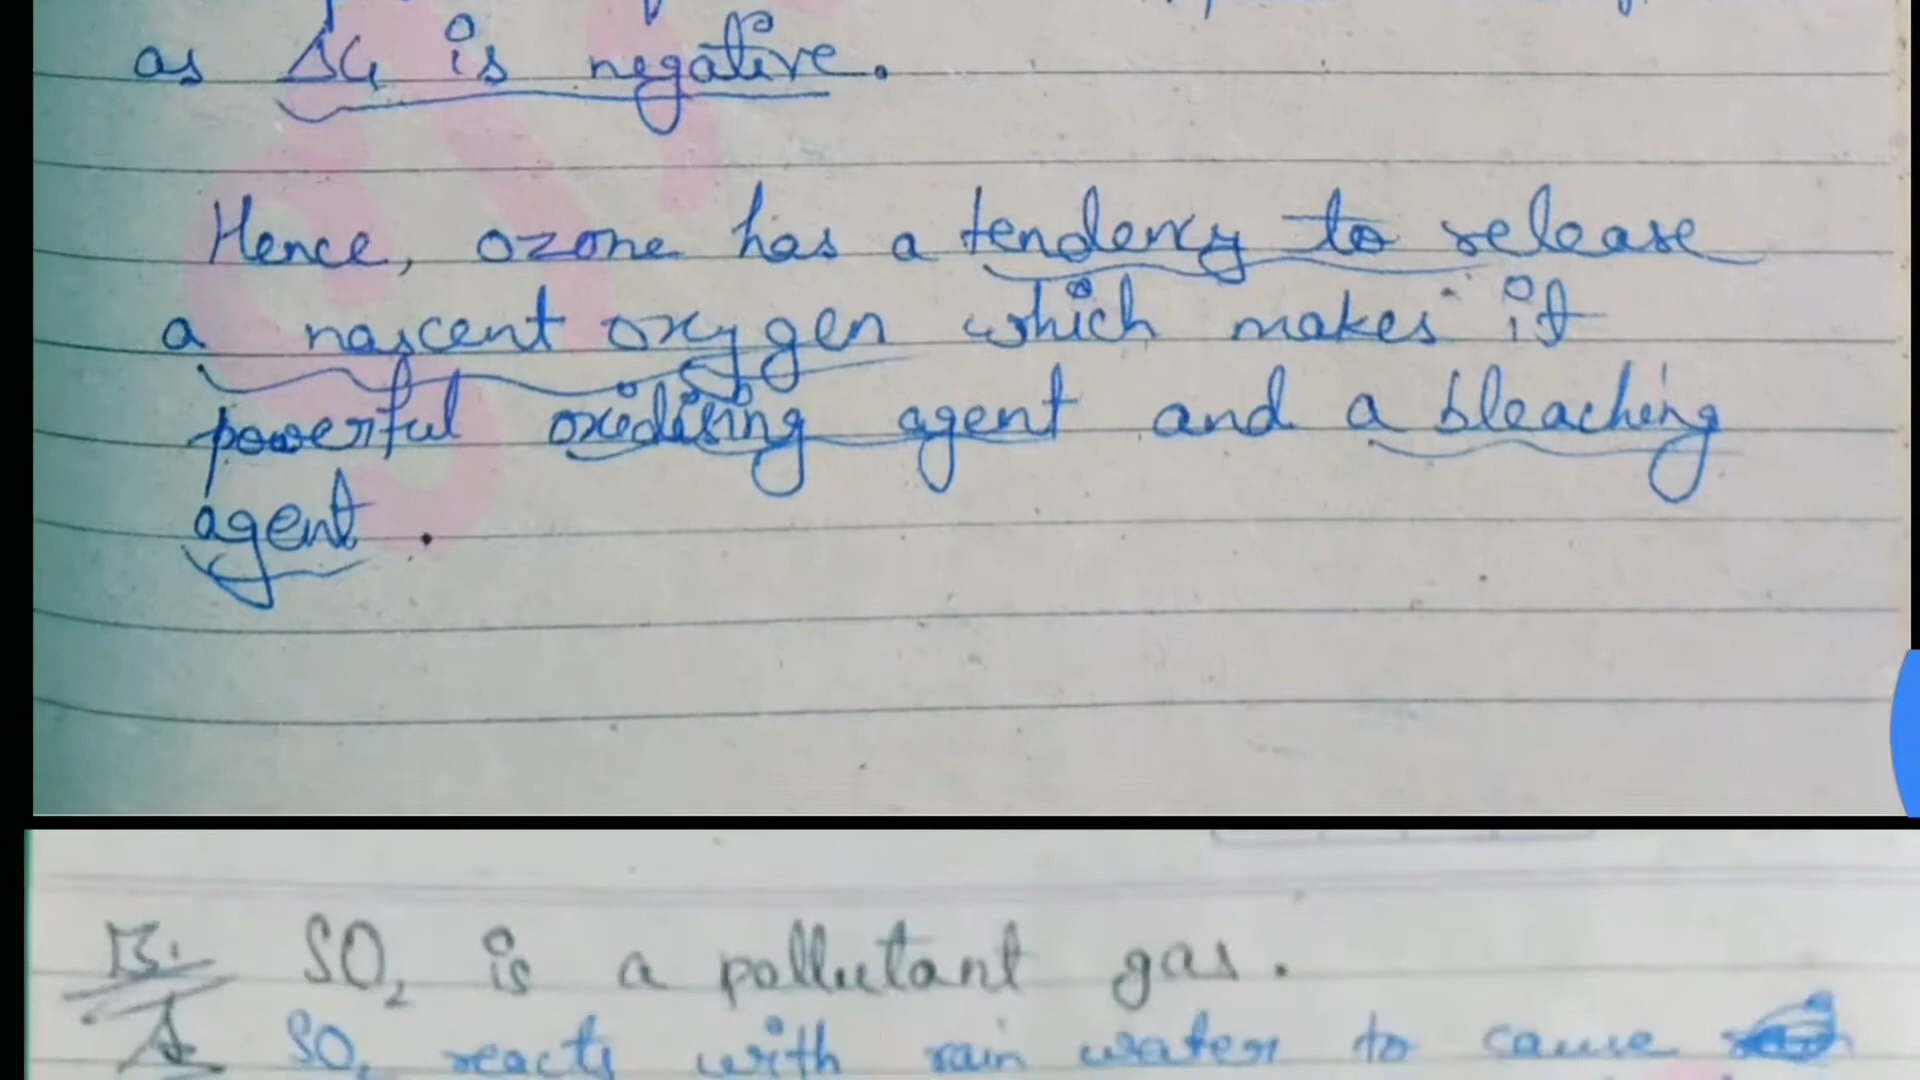 as ΔG is negative.
Hence, ozone has a tendency to release
a nascent oxygen which makes it
powerful oxidising agent and a bleaching
agent.
13. SO₂ is a pollutant gas.
A SO₂ reacts with rain water to cause